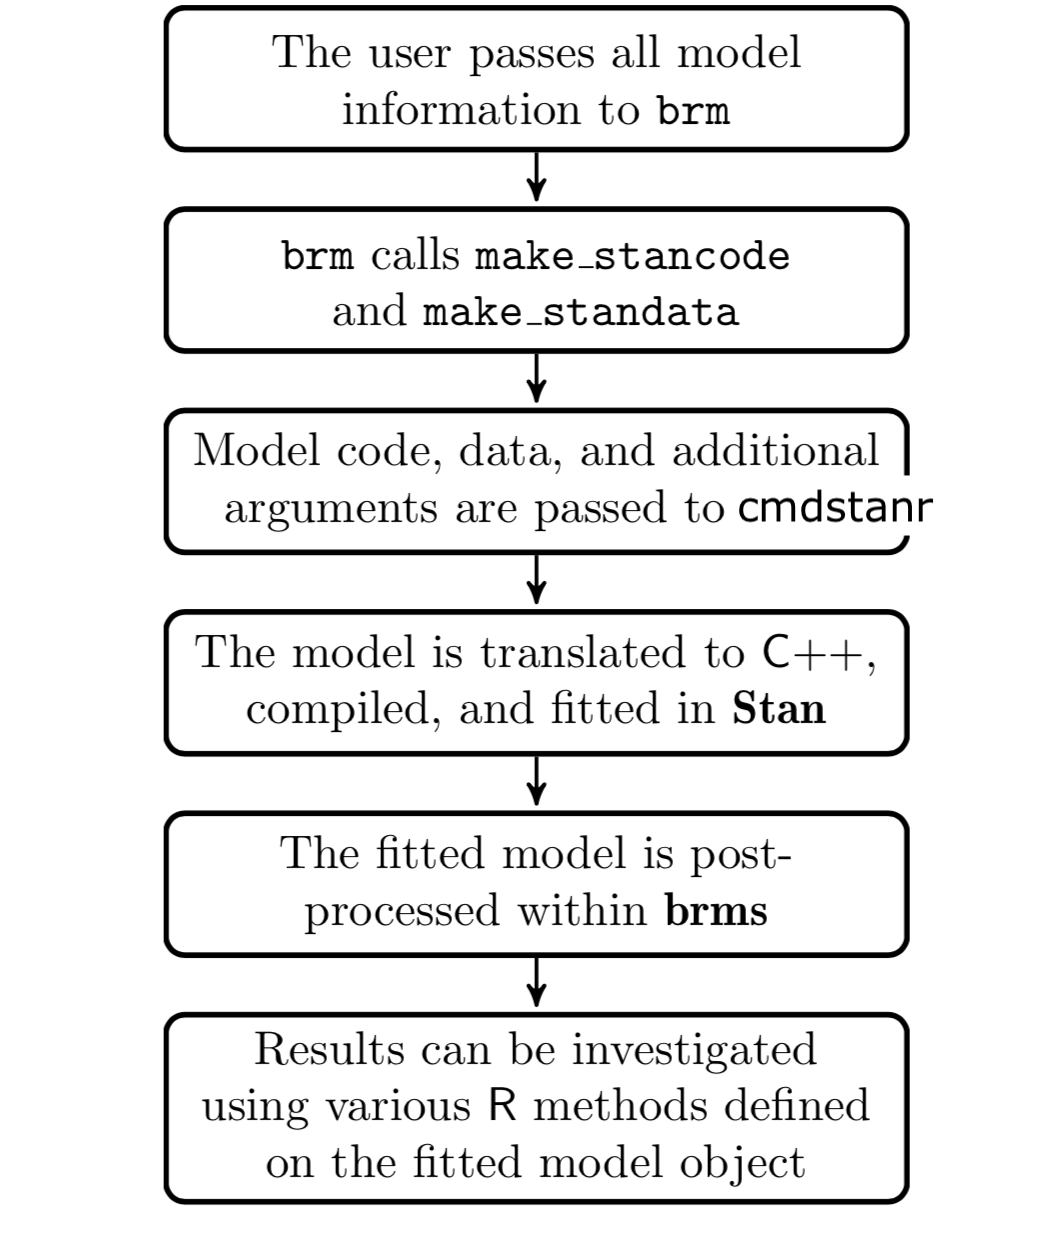 The user passes all model
information to brm
brm calls make_stancode
and make_standata
Model code, data, and additional
arguments are passed to cmdstanr
The model is translated to C++,
compiled, and fitted in Stan
The fitted model is post-
processed within brms
Results can be investigated
using various R methods defined
on the fitted model object